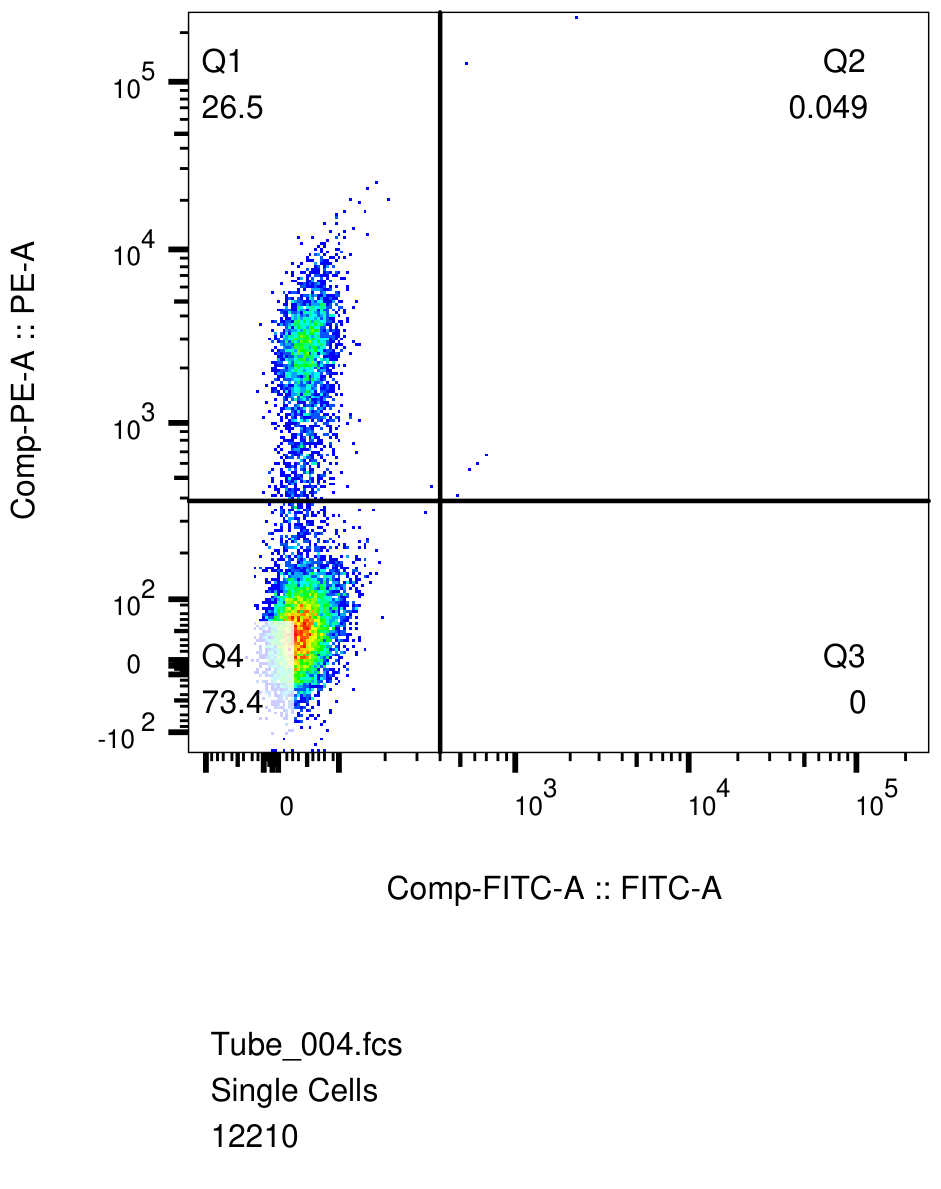 Q1
26.5
Q2
0.049
Q4
73.4
Q3
0
10^5
10^4
10^3
10^2
0
-10^2
Comp-PE-A :: PE-A
0
10^3
10^4
10^5
Comp-FITC-A :: FITC-A
Tube_004.fcs
Single Cells
12210